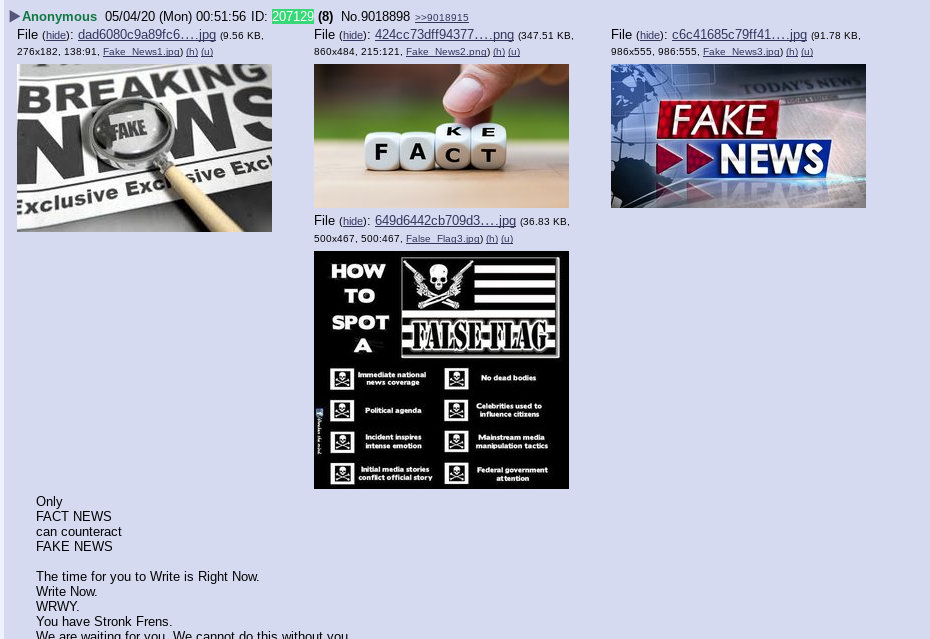 ▶Anonymous 05/04/20 (Mon) 00:51:56 ID: 207129 (8) No.9018898 >>9018915
File (hide): dad6080c9a89fc6….jpg (9.56 KB, 276x182, 138:91, Fake_News1.jpg) (h) (u)
BREAKING
NEWS
FAKE
Exclusive Exclusive Excl
File (hide): 424cc73dff94377….png (347.51 KB, 860x484, 215:121, Fake_News2.png) (h) (u)
K E
F A C T
File (hide): c6c41685c79ff41….jpg (91.78 KB, 986x555, 986:555, Fake_News3.jpg) (h) (u)
TODAY'S NEWS
FAKE
NEWS
File (hide): 649d6442cb709d3….jpg (36.83 KB, 500x467, 500:467, False_Flag3.jpg) (h) (u)
HOW
TO
SPOT
A
FALSE FLAG
Immediate national
news coverage
No dead bodies
Political agenda
Celebrities used to
influence citizens
Incident inspires
intense emotion
Mainstream media
manipulation tactics
Initial media stories
conflict official story
Federal government
attention
Only
FACT NEWS
can counteract
FAKE NEWS
The time for you to Write is Right Now.
Write Now.
WRWY.
You have Stronk Frens.
We are waiting for you. We cannot do this without you